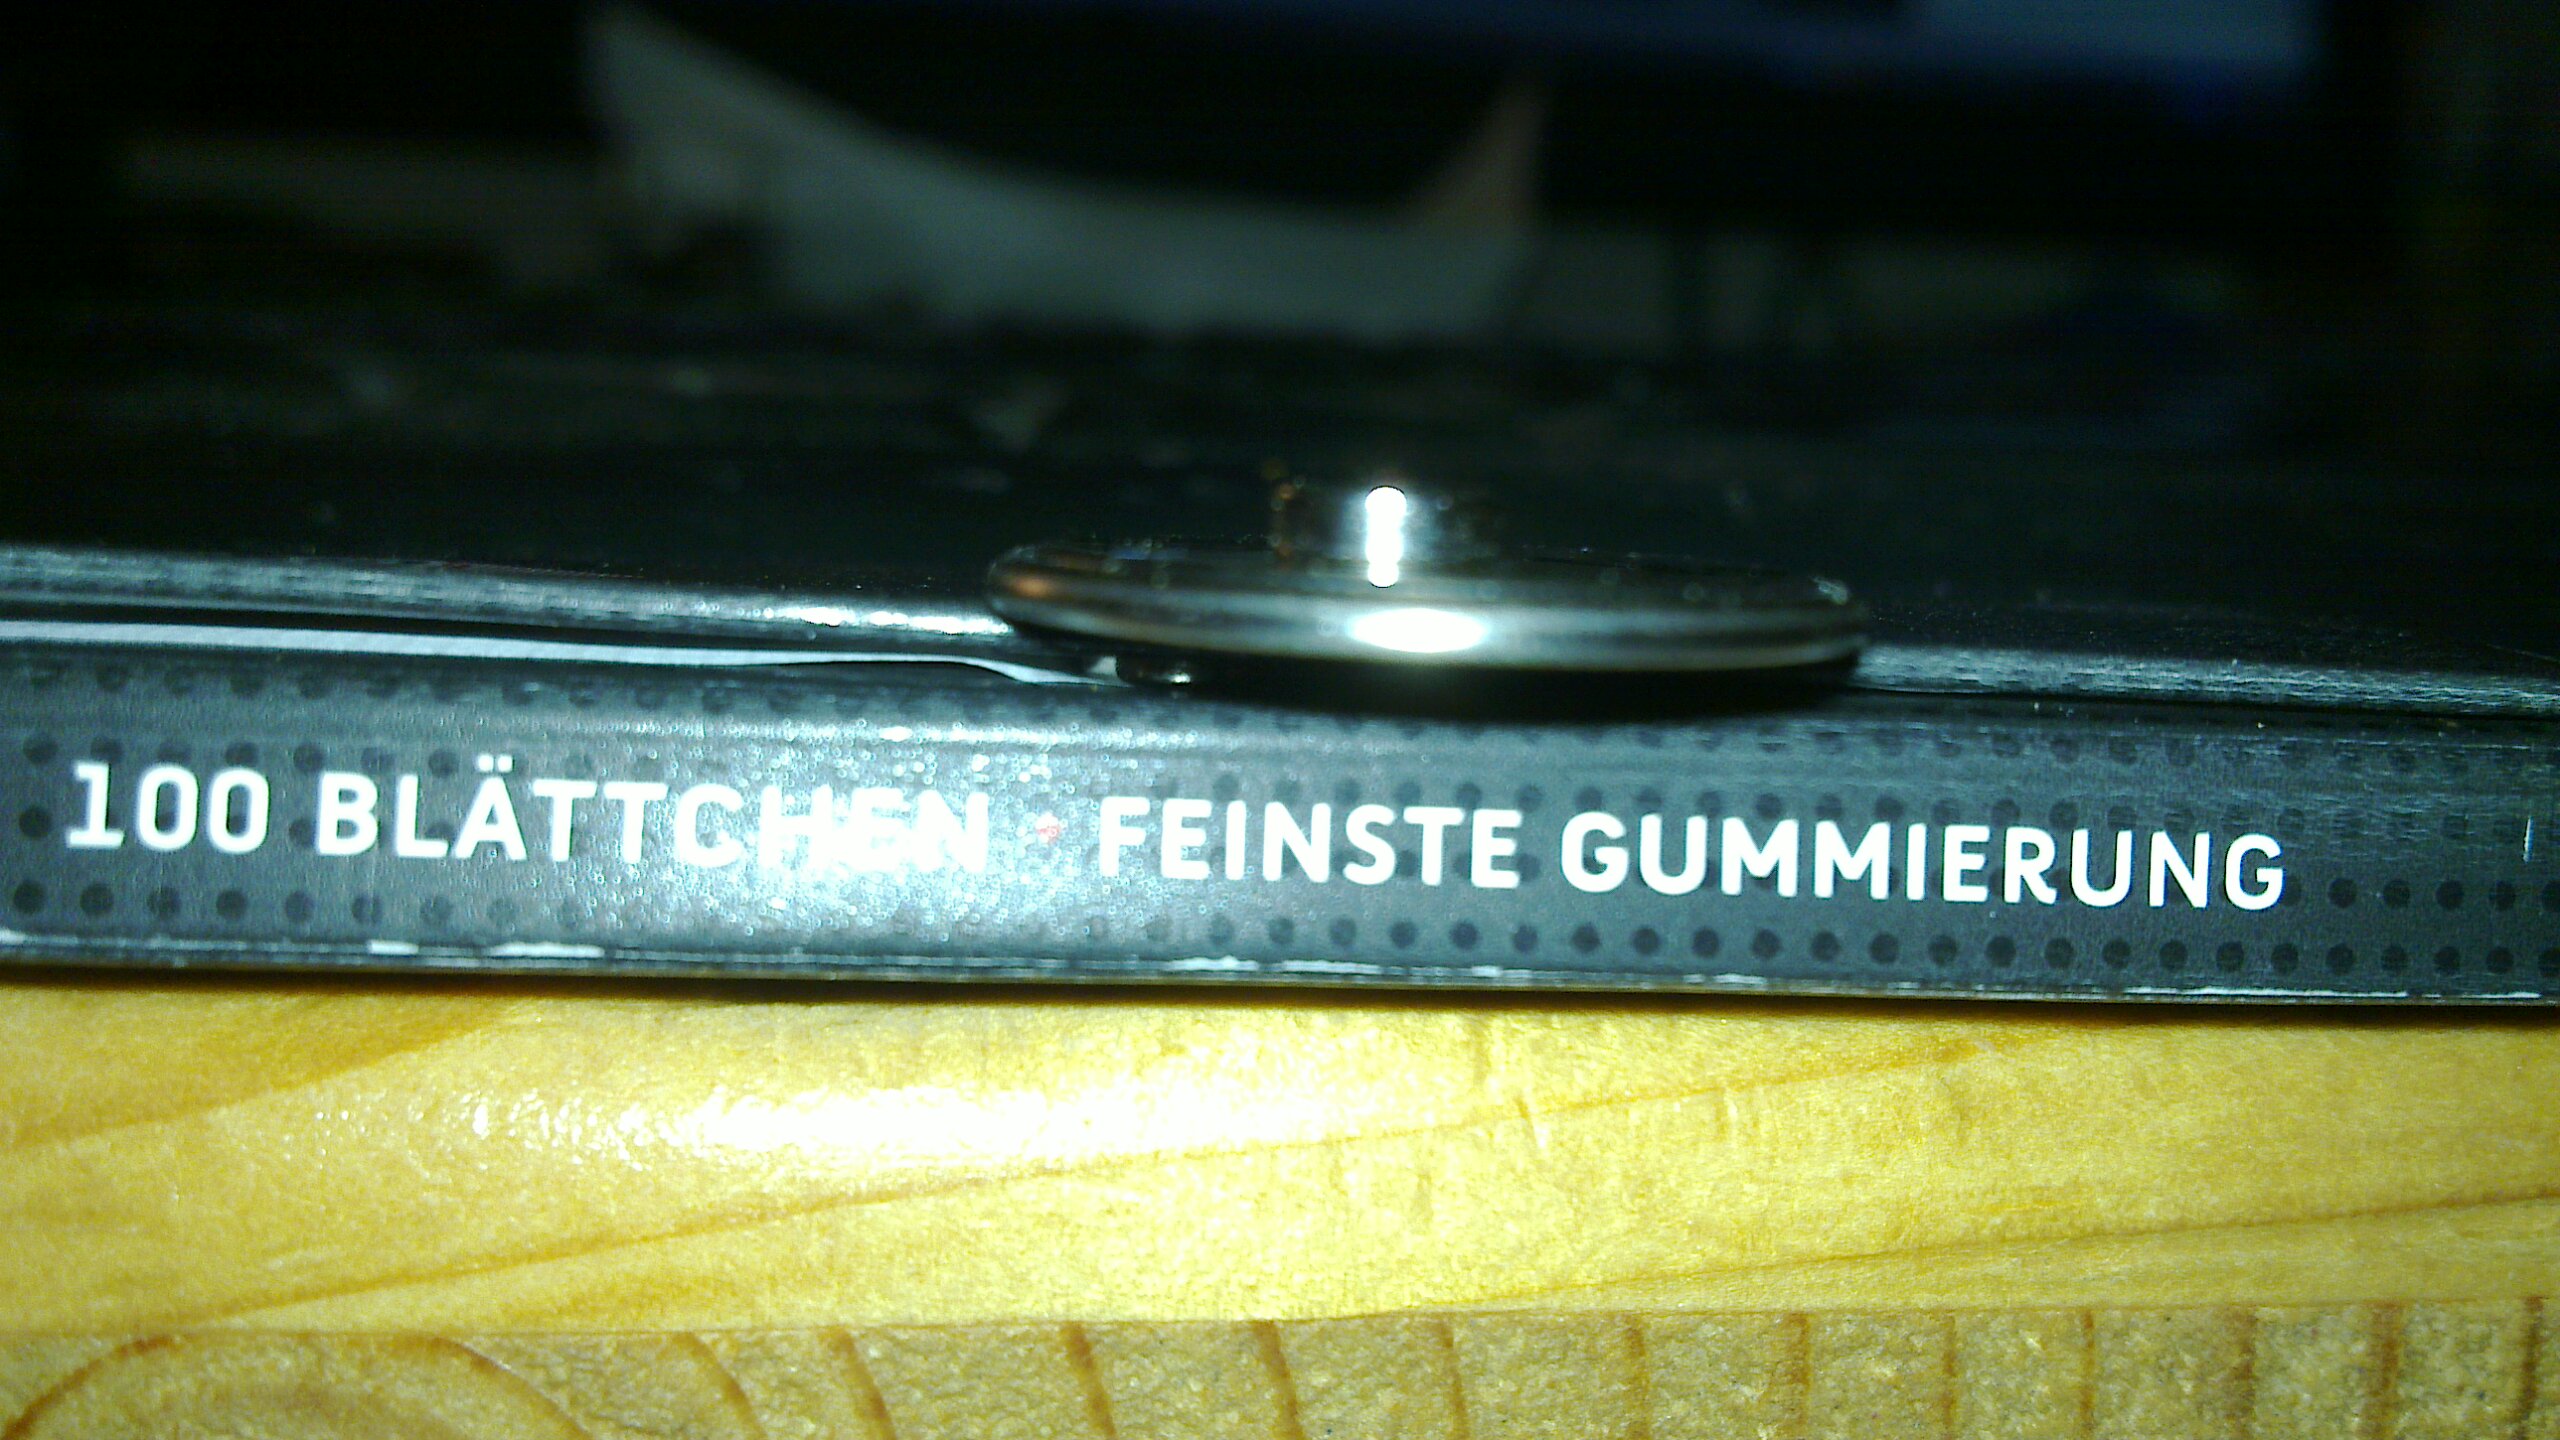 100 BLÄTTCHEN · FEINSTE GUMMIERUNG